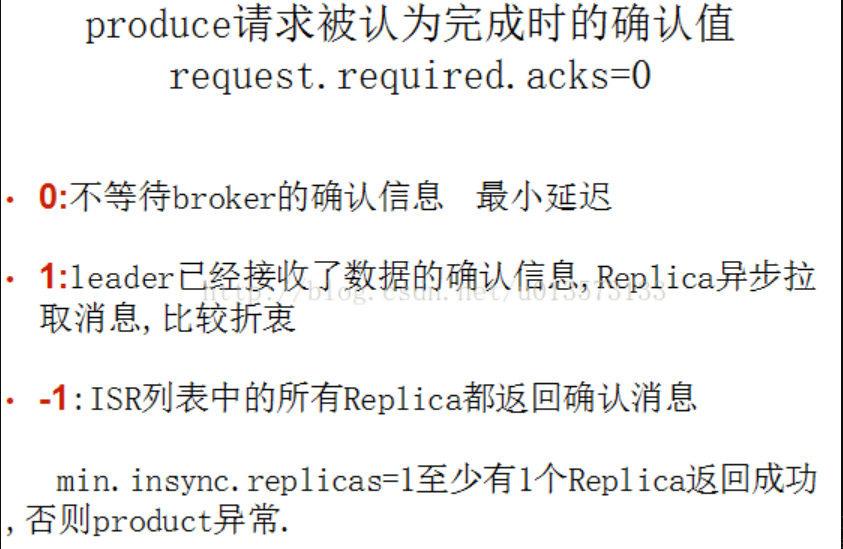 produce请求被认为完成时的确认值
request.required.acks=0
• 0:不等待broker的确认信息 最小延迟
• 1:leader已经接收了数据的确认信息,Replica异步拉
取消息,比较折衷
http://blog.csdn.net/u013573133
• -1:ISR列表中的所有Replica都返回确认消息
min.insync.replicas=1至少有1个Replica返回成功
,否则product异常.